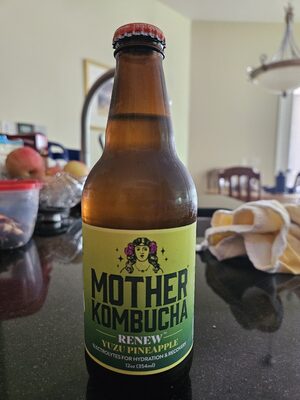 MOTHER
KOMBUCHA
RENEW
YUZU PINEAPPLE
ELECTROLYTES FOR HYDRATION & RECOVERY
12oz (354ml)